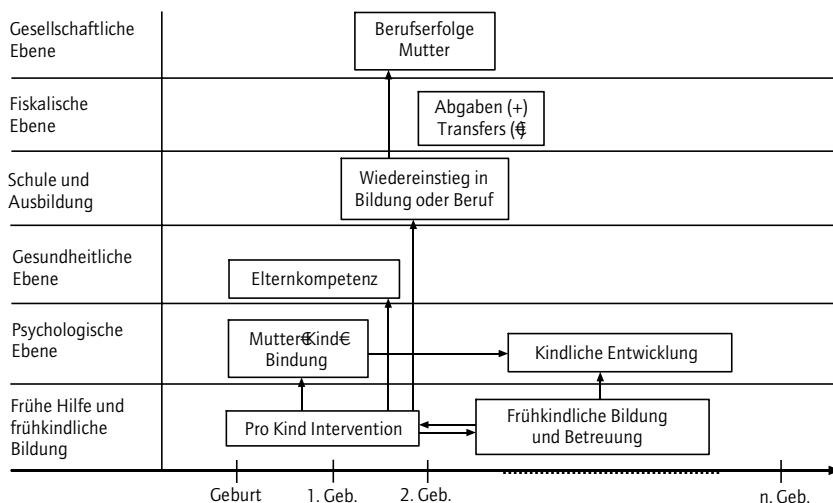 Gesellschaftliche
Ebene
Berufserfolge
Mutter
Fiskalische
Ebene
Abgaben (+)
Transfers (€)
Schule und
Ausbildung
Wiedereinstieg in
Bildung oder Beruf
Gesundheitliche
Ebene
Elternkompetenz
Psychologische
Ebene
Mutter€Kind€
Bindung
Kindliche Entwicklung
Frühe Hilfe und
frühkindliche
Bildung
Pro Kind Intervention
Frühkindliche Bildung
und Betreuung
Geburt
1. Geb.
2. Geb.
n. Geb.